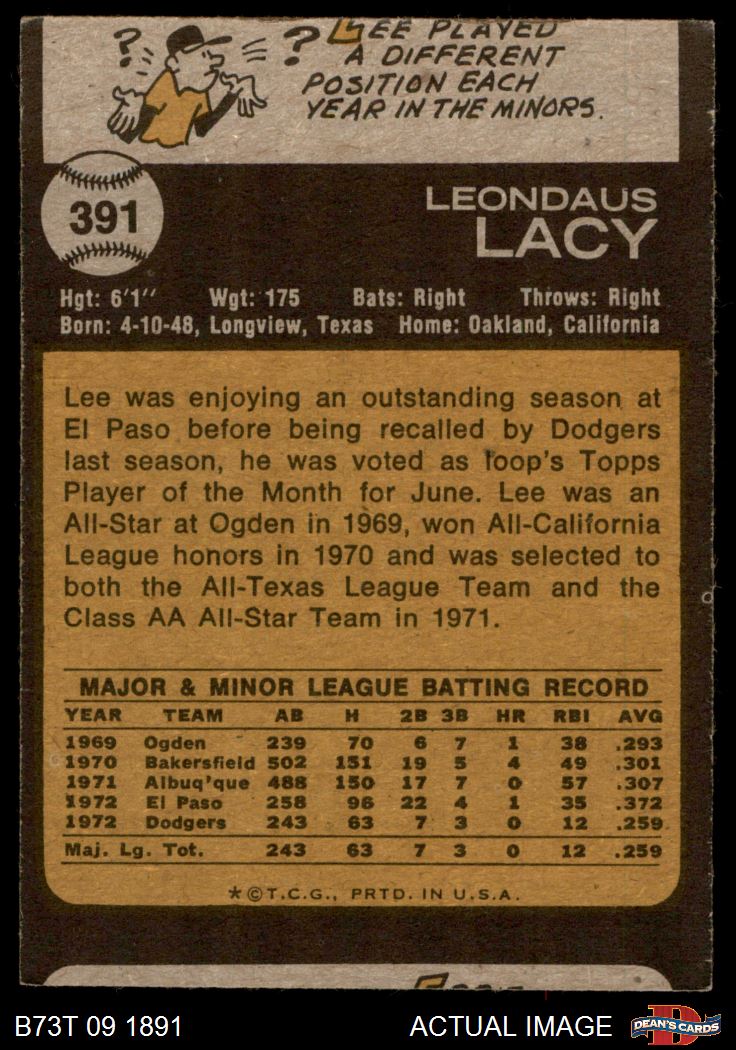 ? ? LEE PLAYED
A DIFFERENT
POSITION EACH
YEAR IN THE MINORS.
391
LEONDAUS
LACY
Hgt: 6'1" Wgt: 175 Bats: Right Throws: Right
Born: 4-10-48, Longview, Texas Home: Oakland, California
Lee was enjoying an outstanding season at
El Paso before being recalled by Dodgers
last season, he was voted as loop's Topps
Player of the Month for June. Lee was an
All-Star at Ogden in 1969, won All-California
League honors in 1970 and was selected to
both the All-Texas League Team and the
Class AA All-Star Team in 1971.
MAJOR & MINOR LEAGUE BATTING RECORD
YEAR TEAM AB H 2B 3B HR RBI AVG
1969 Ogden 239 70 6 7 1 38 .293
1970 Bakersfield 502 151 19 5 4 49 .301
1971 Albuq'que 488 150 17 7 0 57 .307
1972 El Paso 258 96 22 4 1 35 .372
1972 Dodgers 243 63 7 3 0 12 .259
Maj. Lg. Tot. 243 63 7 3 0 12 .259
*©T.C.G., PRTD. IN U.S.A.
B73T 09 1891 ACTUAL IMAGE DEAN'S CARDS